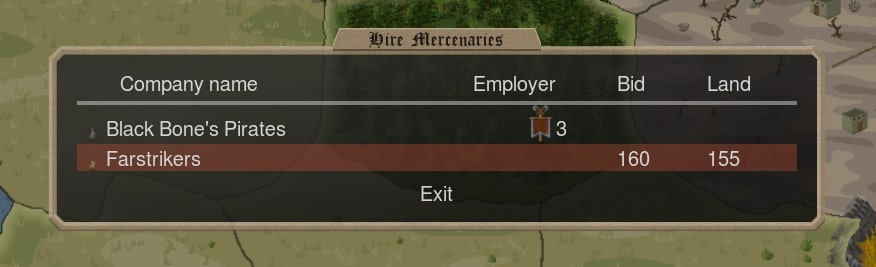 Hire Mercenaries
Company name Employer Bid Land
Black Bone's Pirates 3
Farstrikers 160 155
Exit